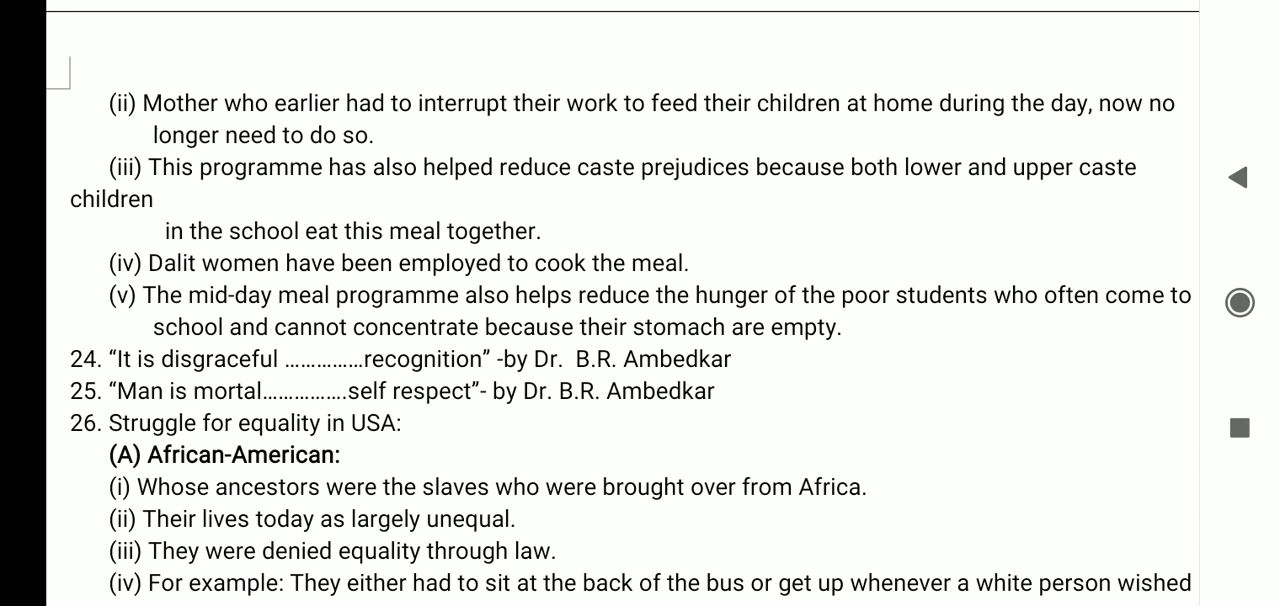 (ii) Mother who earlier had to interrupt their work to feed their children at home during the day, now no
longer need to do so.
(iii) This programme has also helped reduce caste prejudices because both lower and upper caste
children
in the school eat this meal together.
(iv) Dalit women have been employed to cook the meal.
(v) The mid-day meal programme also helps reduce the hunger of the poor students who often come to
school and cannot concentrate because their stomach are empty.
24. “It is disgraceful ...............recognition” -by Dr.  B.R. Ambedkar
25. “Man is mortal................self respect”- by Dr. B.R. Ambedkar
26. Struggle for equality in USA:
(A) African-American:
(i) Whose ancestors were the slaves who were brought over from Africa.
(ii) Their lives today as largely unequal.
(iii) They were denied equality through law.
(iv) For example: They either had to sit at the back of the bus or get up whenever a white person wished